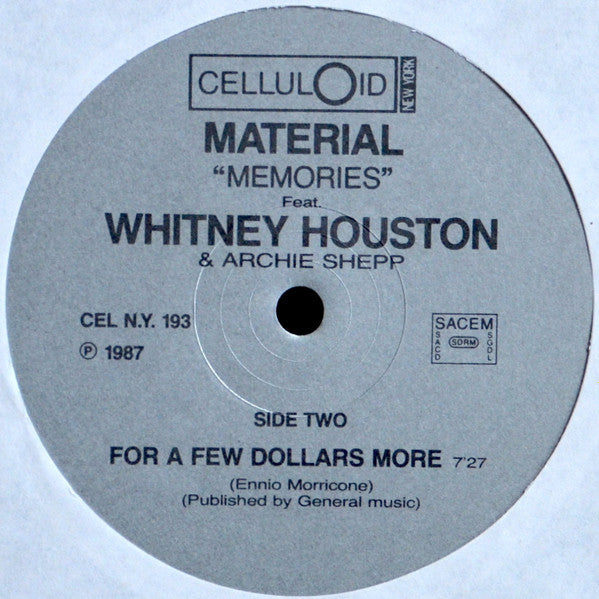 CELLULOID
NEW YORK
MATERIAL
“MEMORIES”
Feat.
WHITNEY HOUSTON
& ARCHIE SHEPP
CEL N.Y. 193
℗ 1987
SACEM
SACD
SDRM
SGDL
SIDE TWO
FOR A FEW DOLLARS MORE 7'27
(Ennio Morricone)
(Published by General music)